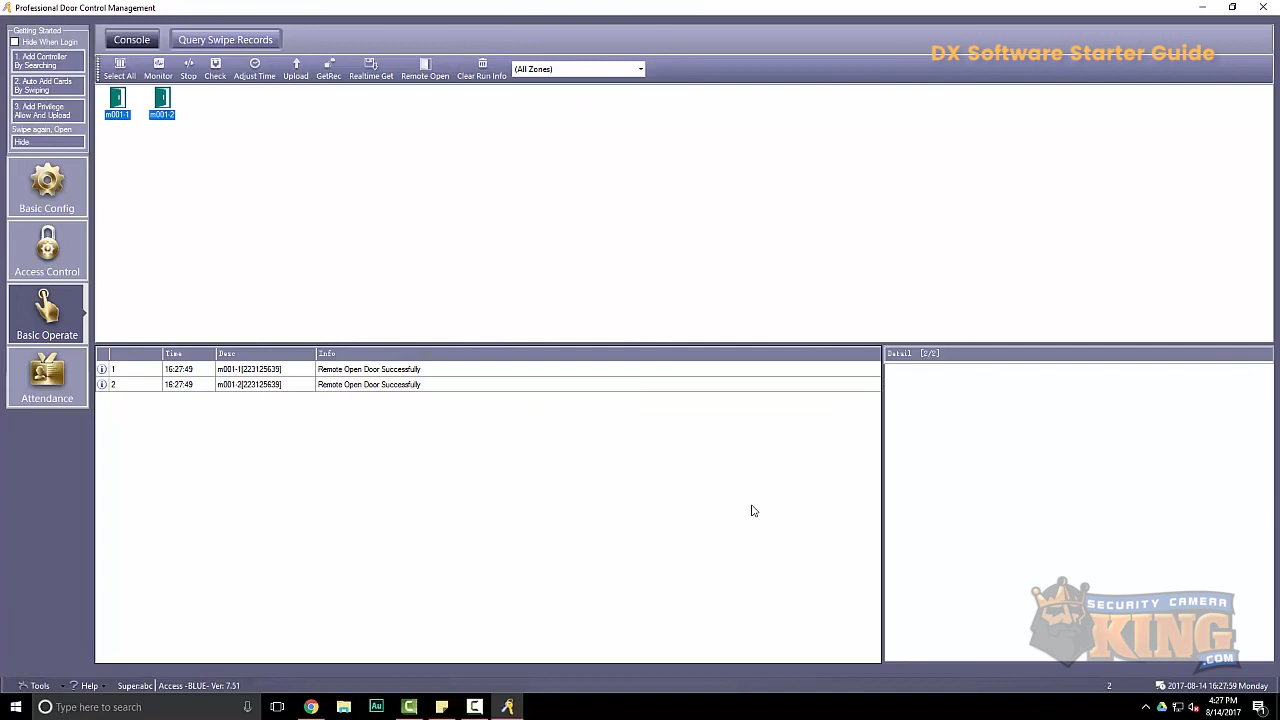 Professional Door Control Management
Getting Started
Hide When Login
1. Add Controller
By Searching
2. Auto Add Cards
By Swiping
3. Add Privilege
Allow And Upload
Swipe again, Open
Hide
Basic Config
Access Control
Basic Operate
Attendance
Console
Query Swipe Records
DX Software Starter Guide
Select All
Monitor
Stop
Check
Adjust Time
Upload
GetRec
Realtime Get
Remote Open
Clear Run Info
(All Zones)
m001-1
m001-2
Time Desc Info
1 16:27:49 m001-1[223125639] Remote Open Door Successfully
2 16:27:49 m001-2[223125639] Remote Open Door Successfully
Detail [2/2]
SECURITY CAMERA
KING
.COM
Tools
Help
Super:abc
Access -BLUE- Ver: 7.51
2
2017-08-14 16:27:59 Monday
Type here to search
Au
4:27 PM
8/14/2017
1